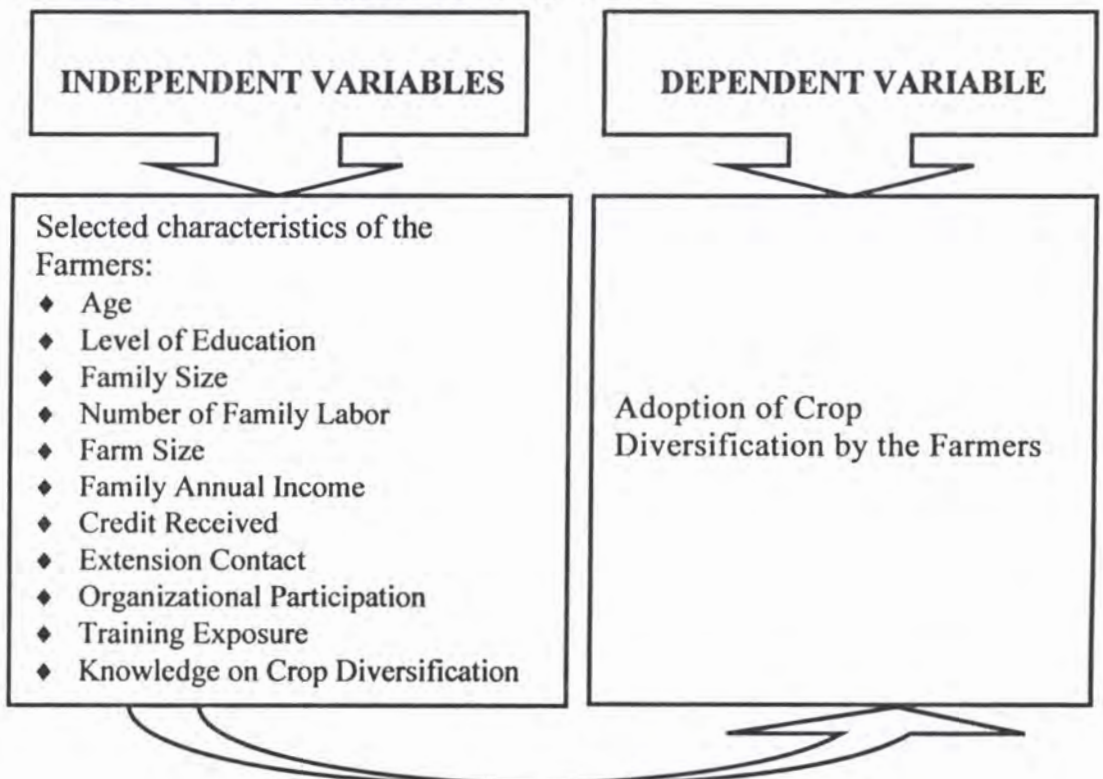 INDEPENDENT VARIABLES
Selected characteristics of the
Farmers:
♦ Age
♦ Level of Education
♦ Family Size
♦ Number of Family Labor
♦ Farm Size
♦ Family Annual Income
♦ Credit Received
♦ Extension Contact
♦ Organizational Participation
♦ Training Exposure
♦ Knowledge on Crop Diversification
DEPENDENT VARIABLE
Adoption of Crop
Diversification by the Farmers